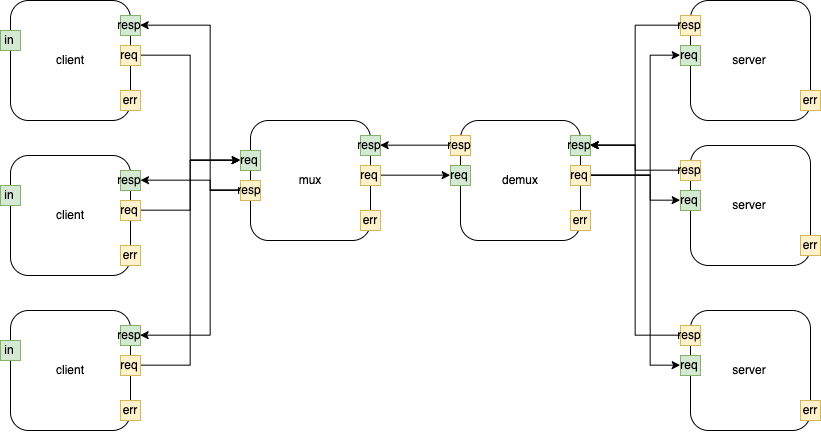 resp
in
client
req
err
resp
in
client
req
err
resp
in
client
req
err
req
resp
mux
resp
req
err
resp
req
demux
resp
req
err
resp
req
server
err
resp
req
server
err
resp
req
server
err